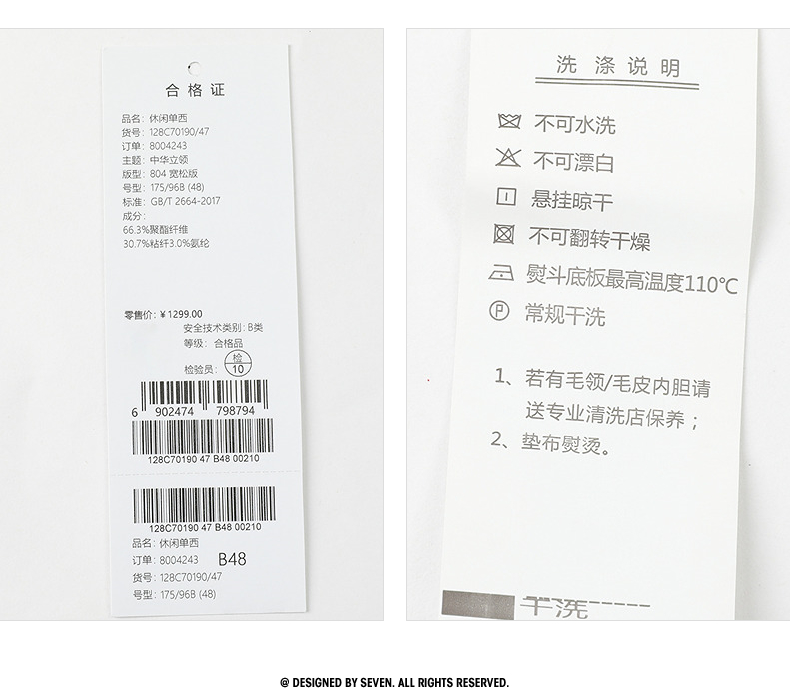 合格证
品名：休闲单西
货号：128C70190/47
订单：8004243
主题：中华立领
版型：804 宽松版
号型：175/96B (48)
标准：GB/T 2664-2017
成分：
66.3%聚酯纤维
30.7%粘纤3.0%氨纶
零售价：¥1299.00
安全技术类别：B类
等级：合格品
检验员：检
10
6 902474 798794
128C70190 47 B48 00210
128C70190 47 B48 00210
品名：休闲单西
订单：8004243 B48
货号：128C70190/47
号型：175/96B (48)
洗涤说明
不可水洗
不可漂白
悬挂晾干
不可翻转干燥
熨斗底板最高温度110℃
P 常规干洗
1、若有毛领/毛皮内胆请
送专业清洗店保养；
2、垫布熨烫。
干洗
@ DESIGNED BY SEVEN. ALL RIGHTS RESERVED.